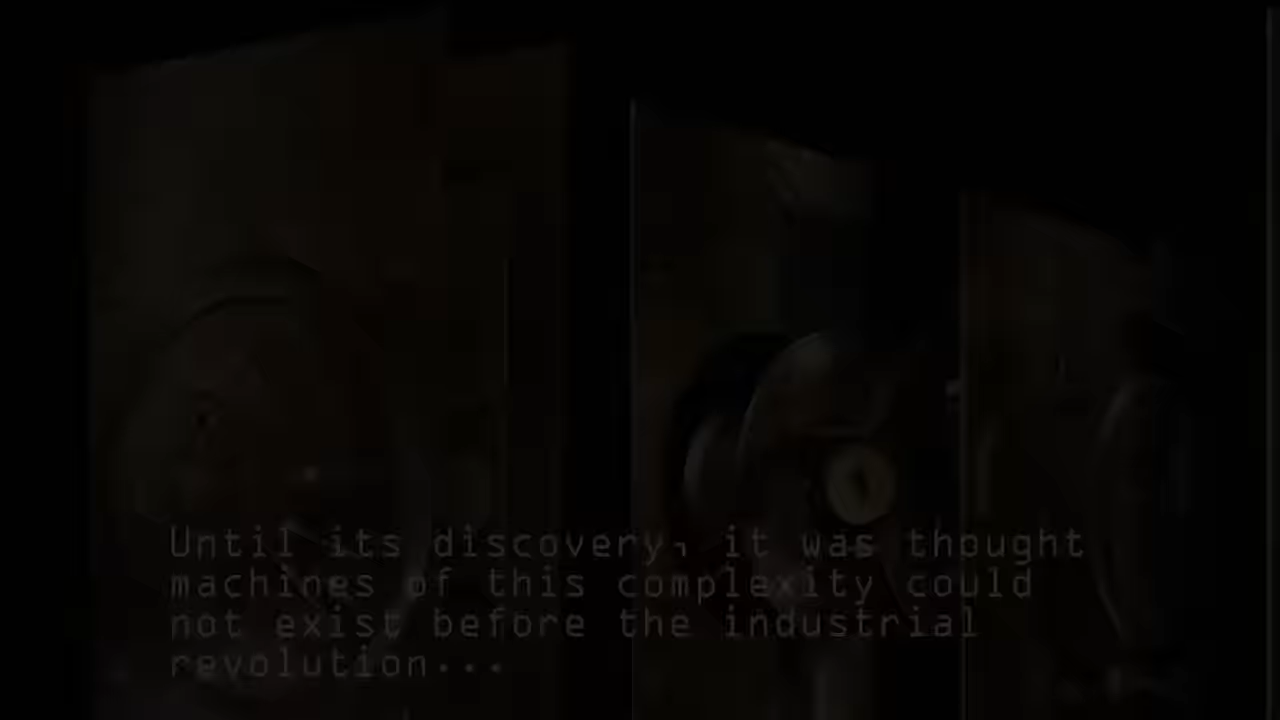 Until its discovery, it was thought
machines of this complexity could
not exist before the industrial
revolution...